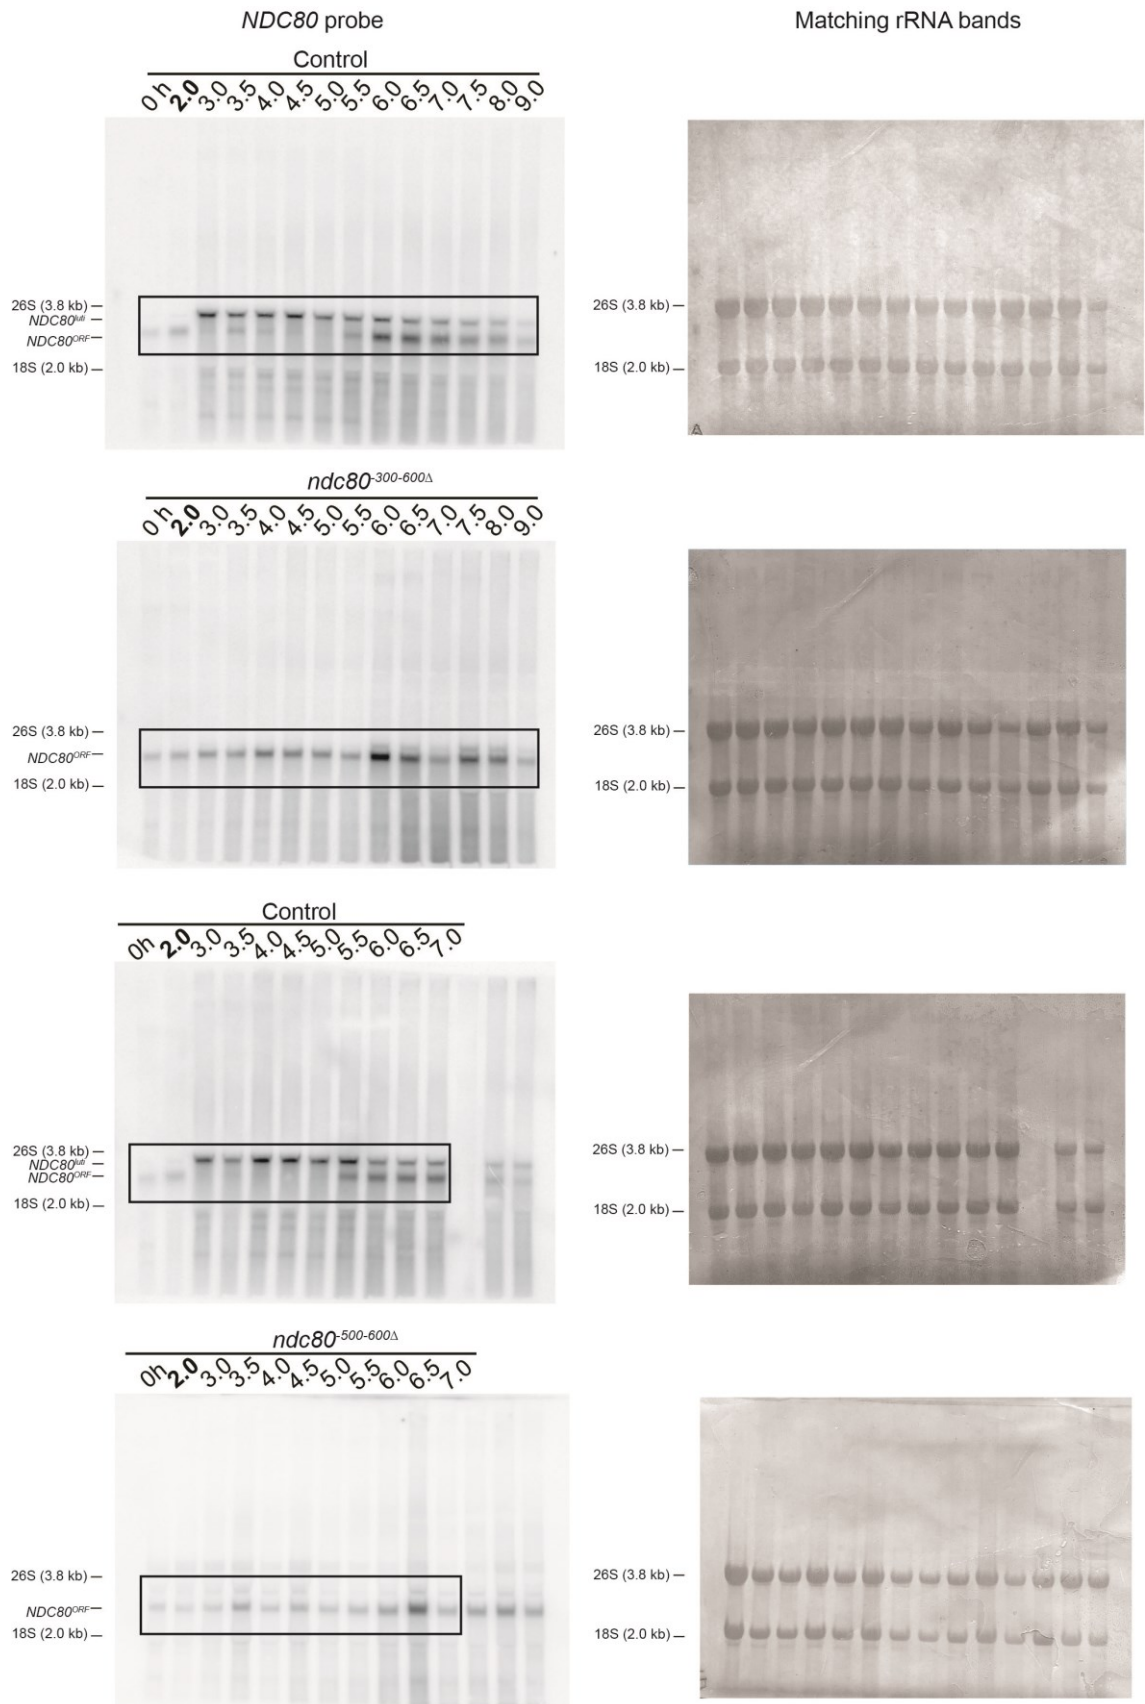 NDC80 probe
Matching rRNA bands
Control
0 h 2.0 3.0 3.5 4.0 4.5 5.0 5.5 6.0 6.5 7.0 7.5 8.0 9.0
26S (3.8 kb)
NDC80luti
NDC80ORF
18S (2.0 kb)
26S (3.8 kb)
18S (2.0 kb)
A
ndc80-300-600Δ
0 h 2.0 3.0 3.5 4.0 4.5 5.0 5.5 6.0 6.5 7.0 7.5 8.0 9.0
26S (3.8 kb)
NDC80ORF
18S (2.0 kb)
26S (3.8 kb)
18S (2.0 kb)
Control
0h 2.0 3.0 3.5 4.0 4.5 5.0 5.5 6.0 6.5 7.0
26S (3.8 kb)
NDC80luti
NDC80ORF
18S (2.0 kb)
26S (3.8 kb)
18S (2.0 kb)
ndc80-500-600Δ
0h 2.0 3.0 3.5 4.0 4.5 5.0 5.5 6.0 6.5 7.0
26S (3.8 kb)
NDC80ORF
18S (2.0 kb)
26S (3.8 kb)
18S (2.0 kb)